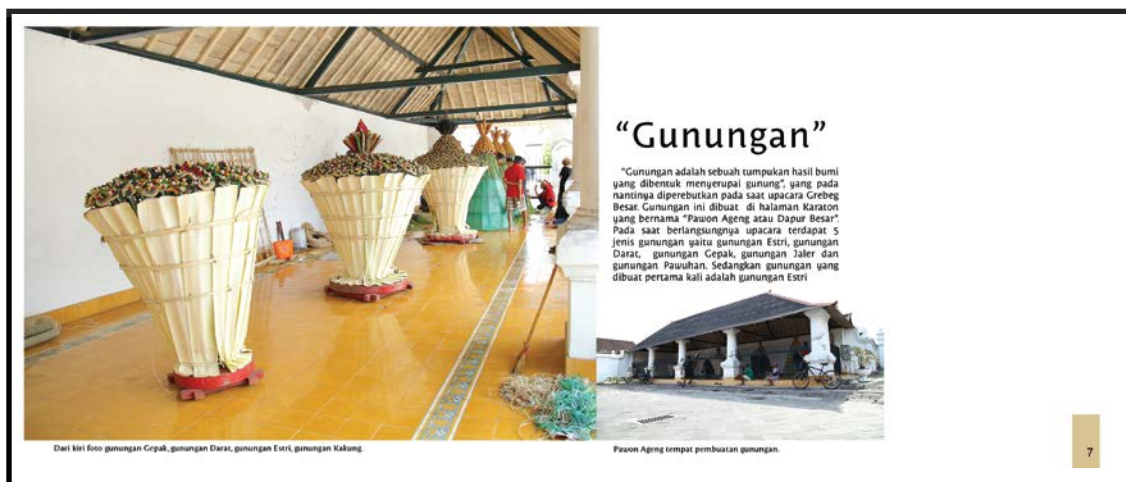 “Gunungan”
“Gunungan adalah sebuah tumpukan hasil bumi
yang dibentuk menyerupai gunung”, yang pada
nantinya diperebutkan pada saat upacara Grebeg
Besar. Gunungan ini dibuat di halaman Karaton
yang bernama “Pawon Ageng atau Dapur Besar”.
Pada saat berlangsungnya upacara terdapat 5
jenis gunungan yaitu gunungan Estri, gunungan
Darat, gunungan Gepak, gunungan Jaler dan
gunungan Pawuhan. Sedangkan gunungan yang
dibuat pertama kali adalah gunungan Estri
Dari kiri foto gunungan Gepak, gunungan Darat, gunungan Estri, gunungan Kakung.
Pawon Ageng tempat pembuatan gunungan.
7